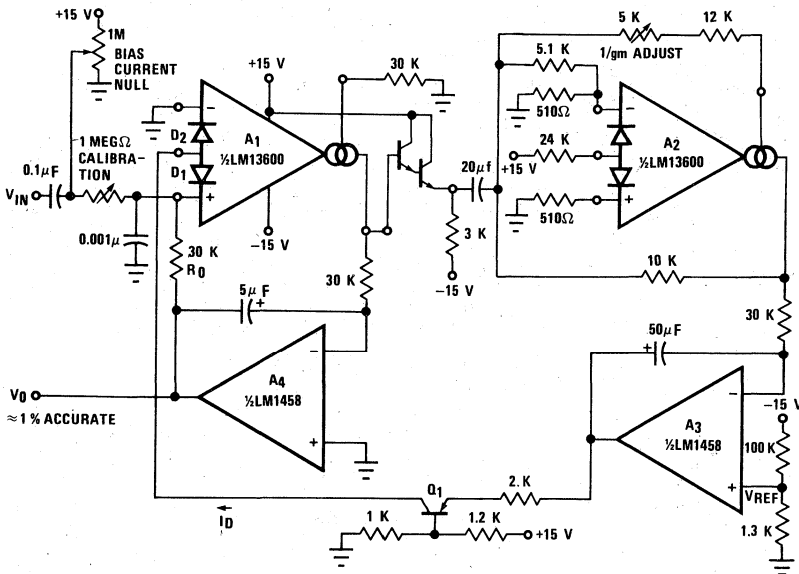 +15 V
1M
BIAS
CURRENT
NULL
+15 V
30 K
5 K
12 K
1/gm ADJUST
5.1 K
510Ω
24 K
+15 V
510Ω
A2
½LM13600
D2
D1
A1
½LM13600
1 MEGΩ
CALIBRA-
TION
0.1μF
VIN
0.001μ
-15 V
20μf
3 K
-15 V
10 K
30 K
30 K
R0
30 K
5μF
+
A4
½LM1458
V0
≈1% ACCURATE
50μF
+
A3
½LM1458
-15 V
100 K
VREF
1.3 K
Q1
2. K
ID
1 K
1.2 K
+15 V